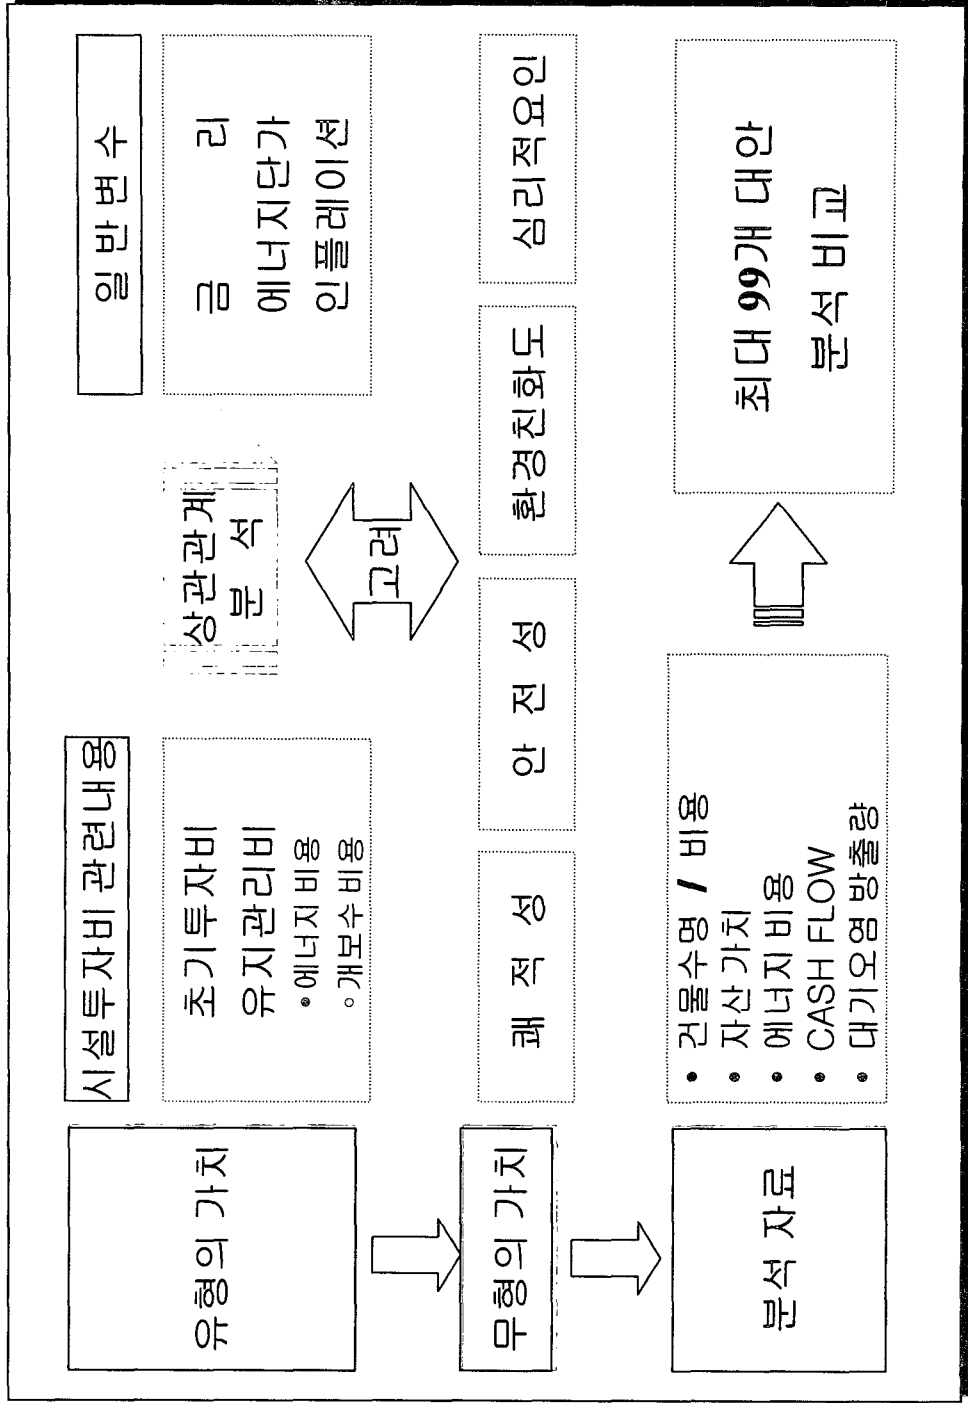 시설투자비 관련내용
일 반 변 수
유형의 가치
초기투자비
유지관리비
• 에너지비용
◦ 개보수비용
상관관계
분 석
금 리
에너지단가
인플레이션
고려
무형의 가치
쾌 적 성
안 전 성
환경친화도
심리적요인
분석 자료
• 건물수명 / 비용
• 자산가치
• 에너지비용
• CASH FLOW
• 대기오염 방출량
최대 99개 대안
분석 비교